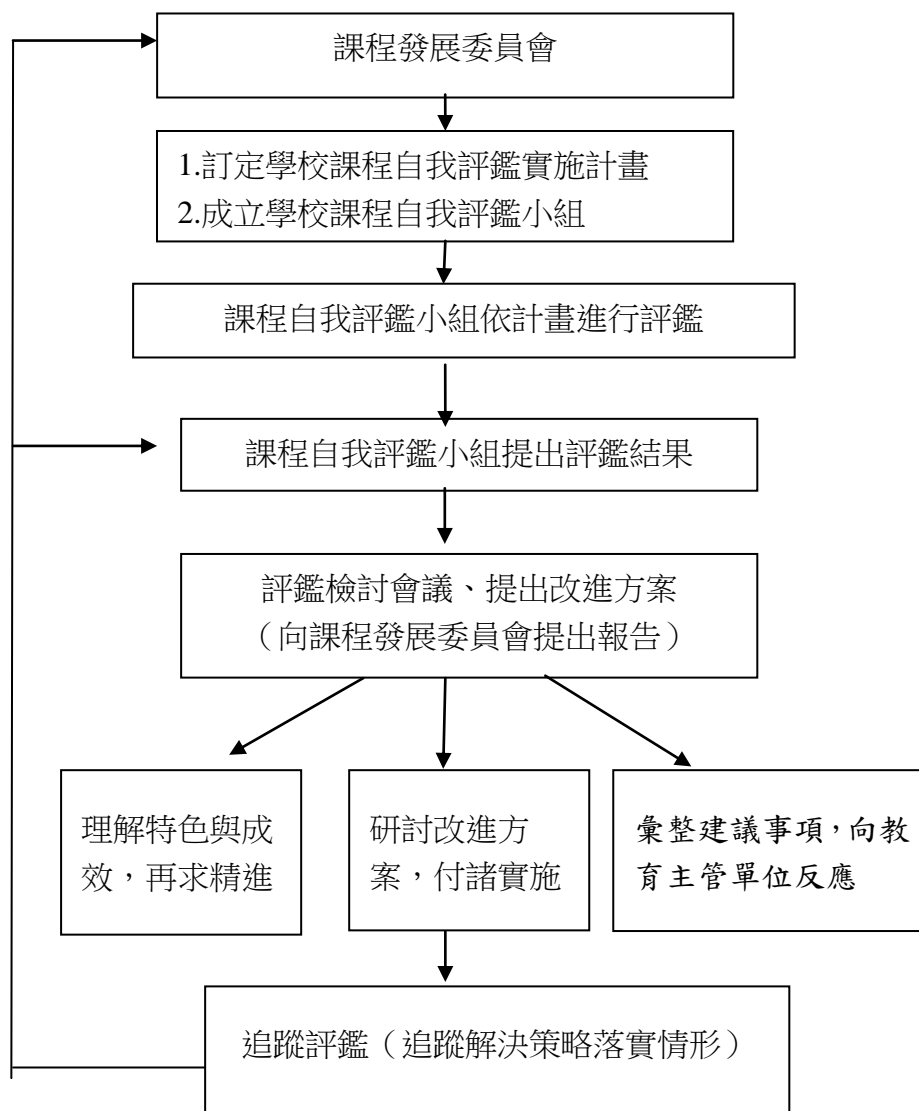 課程發展委員會
1.訂定學校課程自我評鑑實施計畫
2.成立學校課程自我評鑑小組
課程自我評鑑小組依計畫進行評鑑
課程自我評鑑小組提出評鑑結果
評鑑檢討會議、提出改進方案
（向課程發展委員會提出報告）
理解特色與成
效，再求精進
研討改進方
案，付諸實施
彙整建議事項，向教
育主管單位反應
追蹤評鑑（追蹤解決策略落實情形）